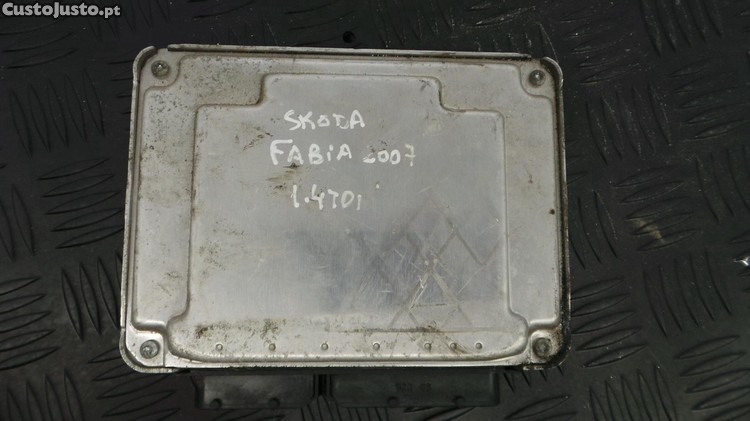 CustoJusto.pt
SKODA
FABIA 2007
1.4TDi